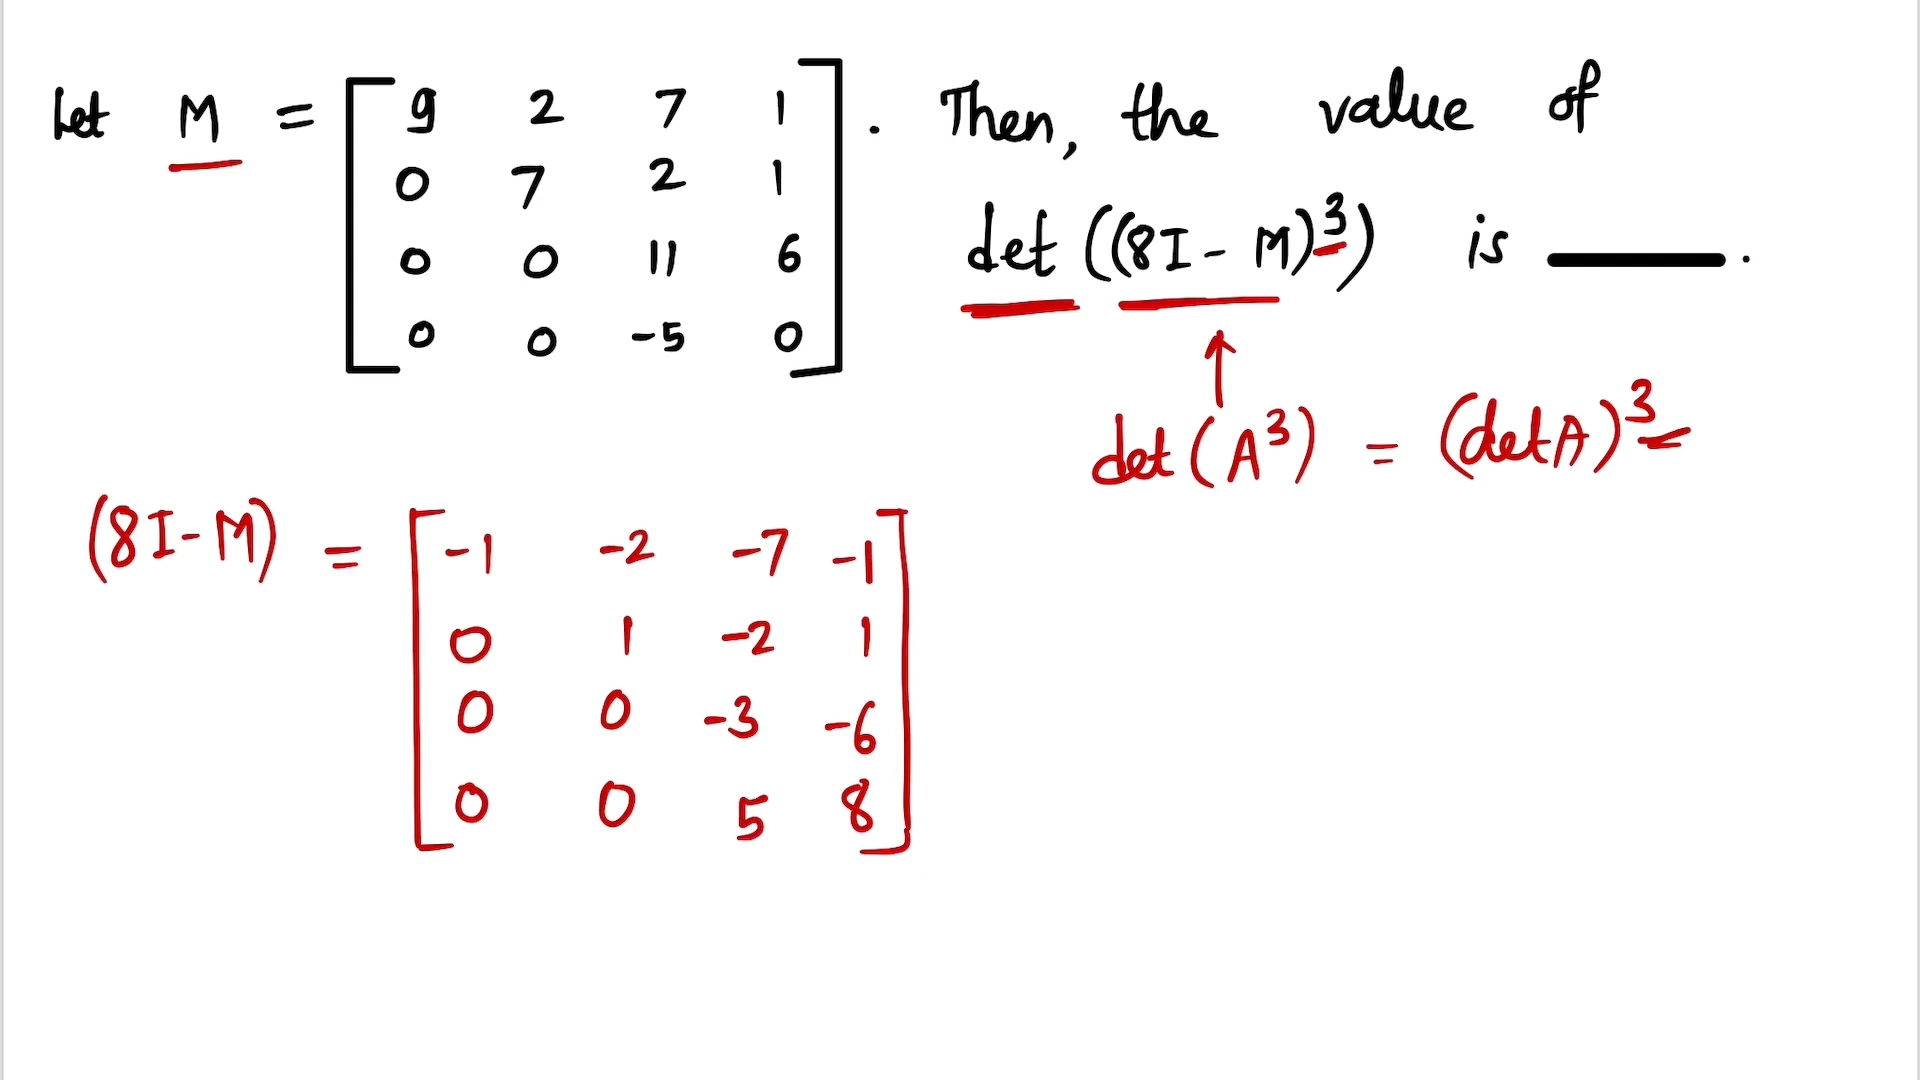 Let M = [ 9 2 7 1 ] . Then, the value of
0 7 2 1
det ((8I - M)^3) is ______.
0 0 11 6
0 0 -5 0
det (A^3) = (det A)^3
(8I - M) = [ -1 -2 -7 -1 ]
0 1 -2 1
0 0 -3 -6
0 0 5 8